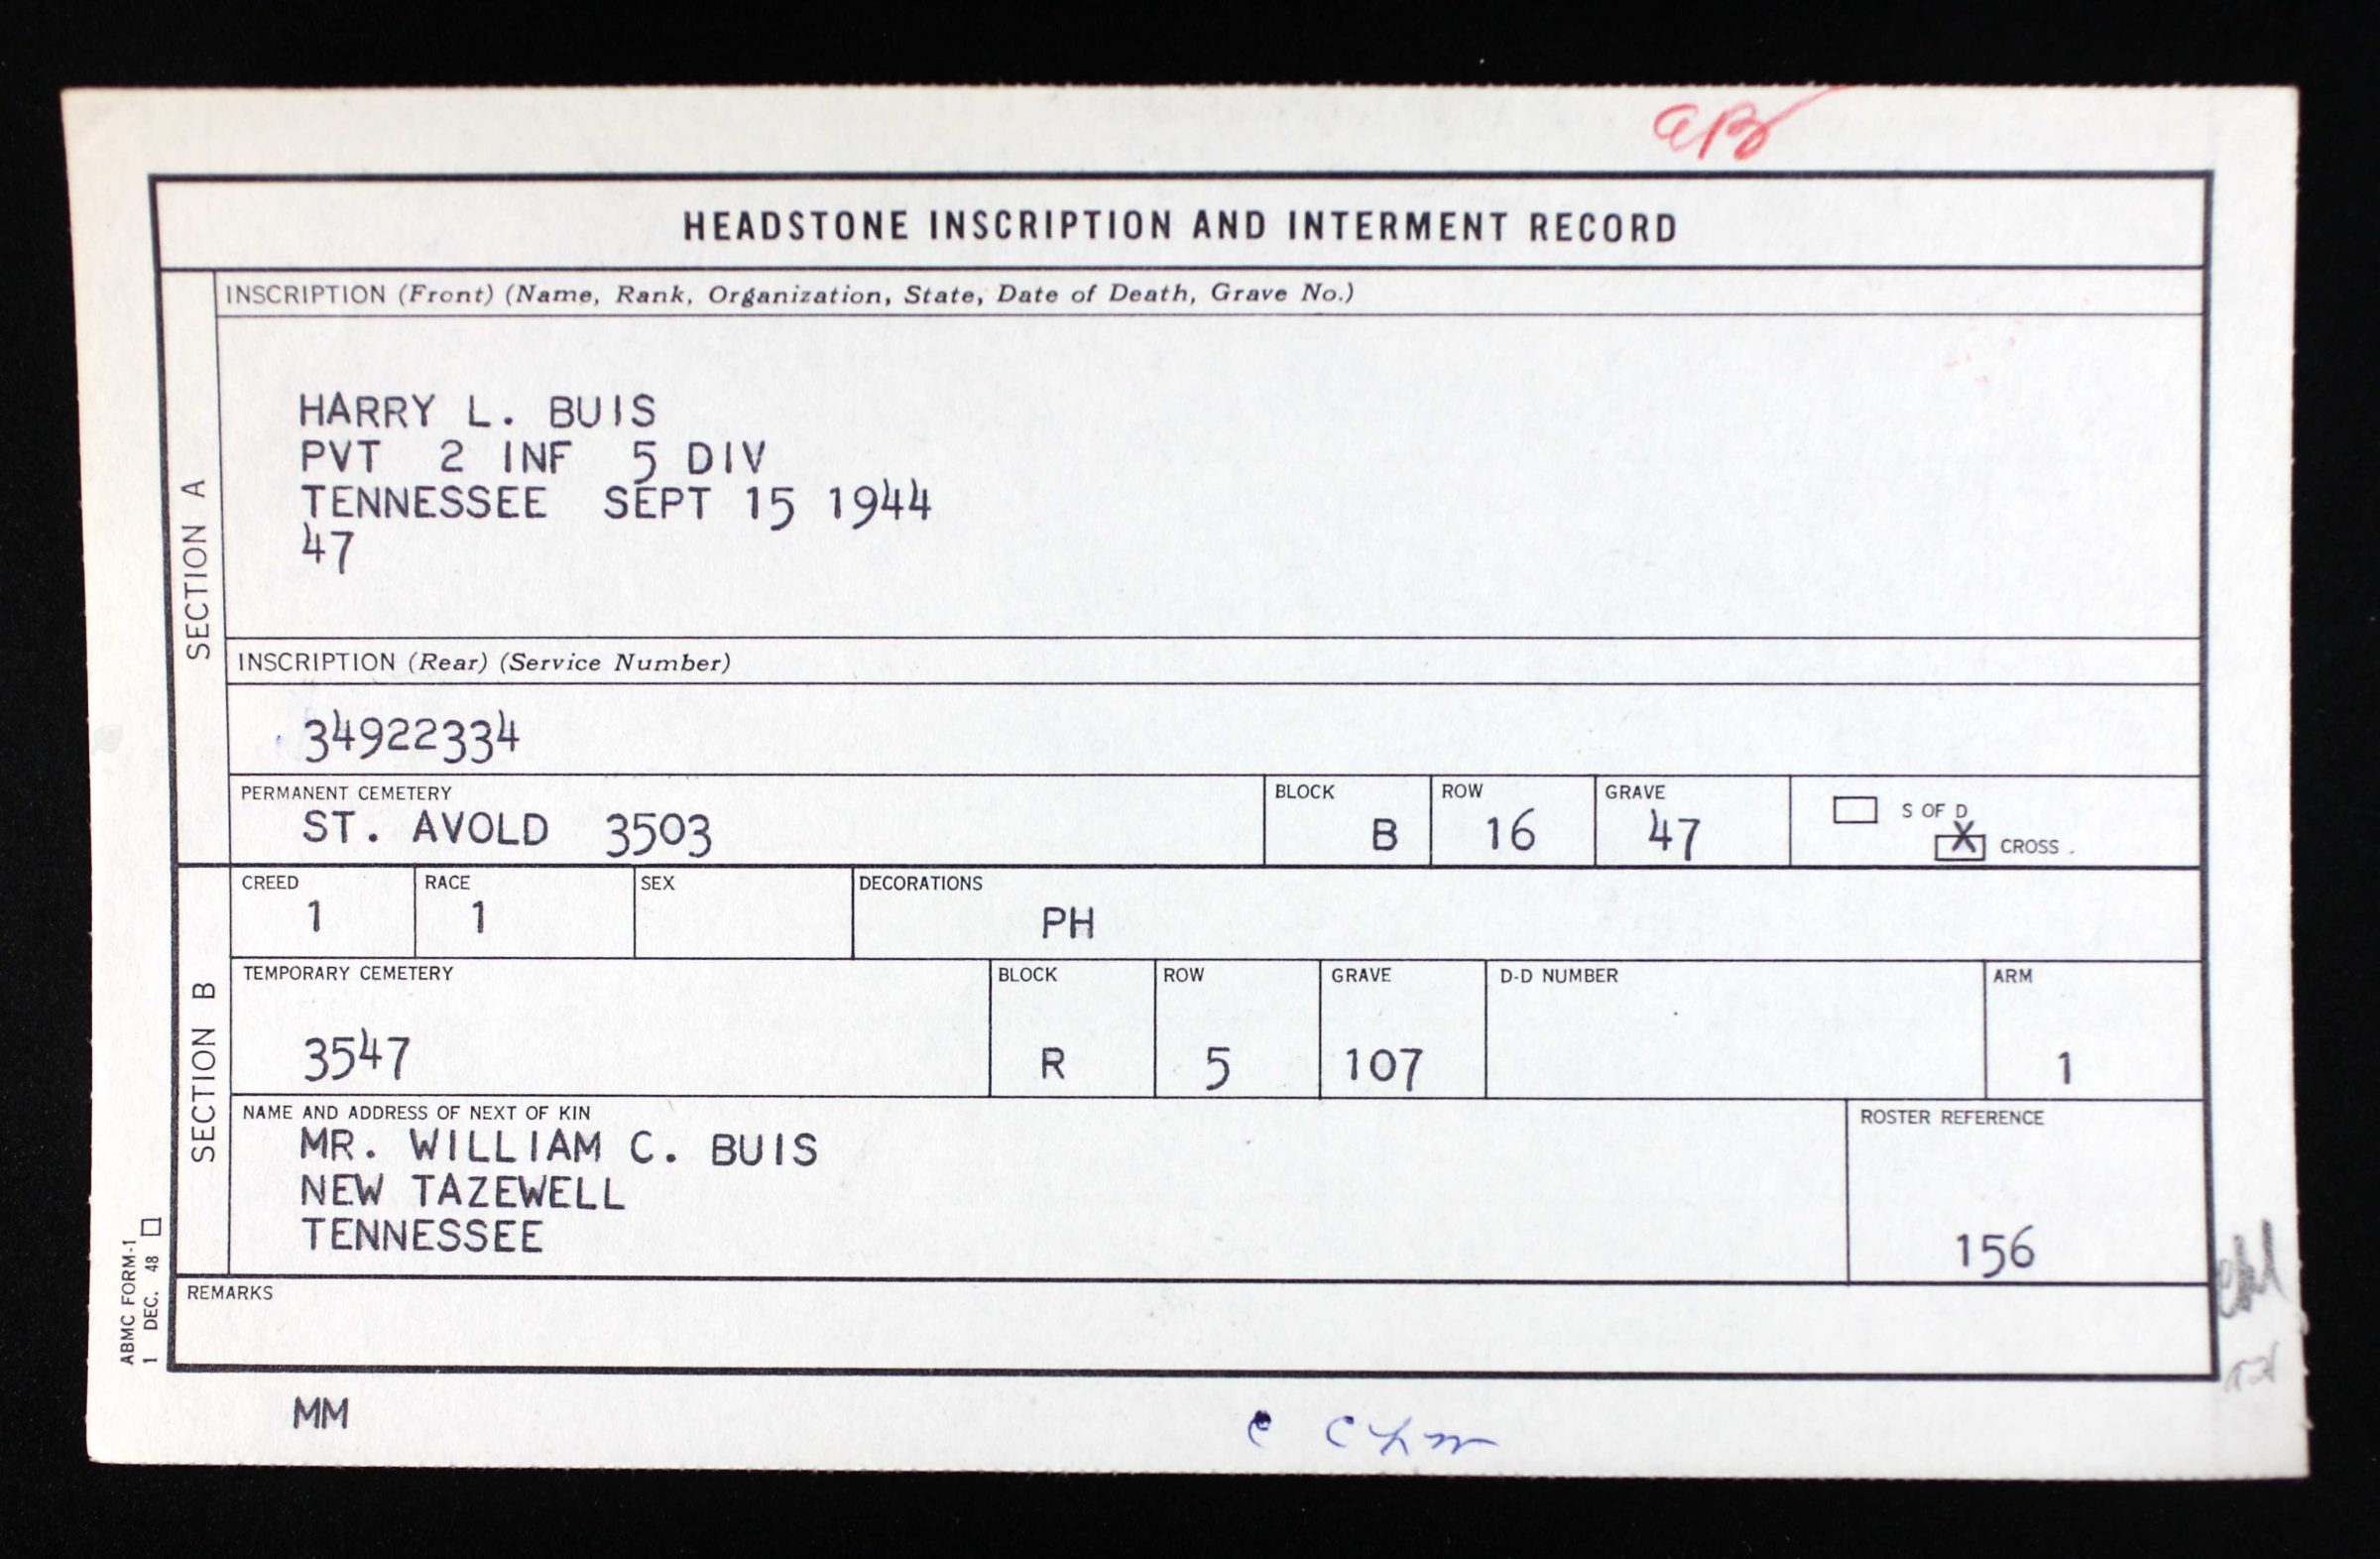 HEADSTONE INSCRIPTION AND INTERMENT RECORD
SECTION A
INSCRIPTION (Front) (Name, Rank, Organization, State, Date of Death, Grave No.)
HARRY L. BUIS
PVT 2 INF 5 DIV
TENNESSEE SEPT 15 1944
47
INSCRIPTION (Rear) (Service Number)
34922334
PERMANENT CEMETERY BLOCK ROW GRAVE
ST. AVOLD 3503 B 16 47
S OF D
X CROSS
SECTION B
CREED RACE SEX DECORATIONS
1 1 PH
TEMPORARY CEMETERY BLOCK ROW GRAVE D-D NUMBER ARM
3547 R 5 107 1
NAME AND ADDRESS OF NEXT OF KIN ROSTER REFERENCE
MR. WILLIAM C. BUIS
NEW TAZEWELL
TENNESSEE
156
REMARKS
ABMC FORM-1
1 DEC. 48
MM